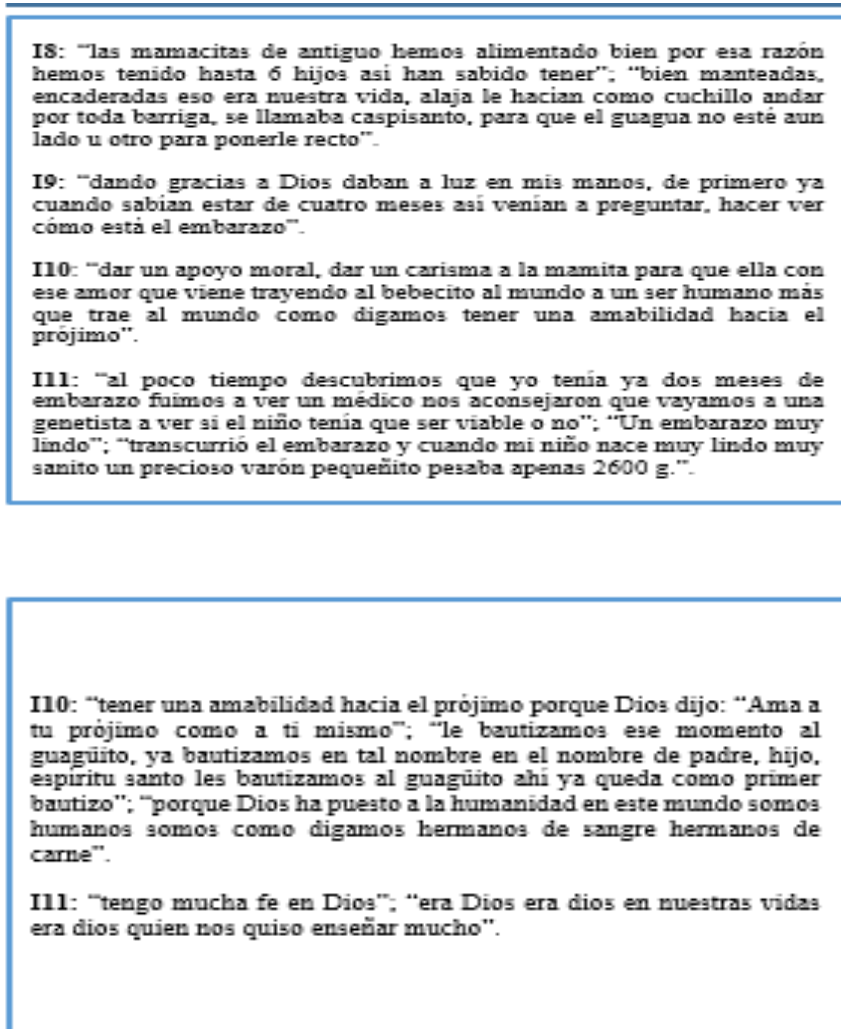 I8: “las mamacitas de antiguo hemos alimentado bien por esa razón
hemos tenido hasta 6 hijos así han sabido tener”; “bien manteadas,
encaderadas eso era nuestra vida, alaja le hacían como cuchillo andar
por toda barriga, se llamaba caspisanto, para que el guagua no esté aun
lado u otro para ponerle recto”.
I9: “dando gracias a Dios daban a luz en mis manos, de primero ya
cuando sabían estar de cuatro meses así venían a preguntar, hacer ver
cómo está el embarazo”.
I10: “dar un apoyo moral, dar un carisma a la mamita para que ella con
ese amor que viene trayendo al bebecito al mundo a un ser humano más
que trae al mundo como digamos tener una amabilidad hacia el
prójimo”.
I11: “al poco tiempo descubrimos que yo tenía ya dos meses de
embarazo fuimos a ver un médico nos aconsejaron que vayamos a una
genetista a ver si el niño tenía que ser viable o no”; “Un embarazo muy
lindo”; “transcurrió el embarazo y cuando mi niño nace muy lindo muy
sanito un precioso varón pequeñito pesaba apenas 2600 g.”.
I10: “tener una amabilidad hacia el prójimo porque Dios dijo: “Ama a
tu prójimo como a ti mismo”; “le bautizamos ese momento al
guagüito, ya bautizamos en tal nombre en el nombre de padre, hijo,
espíritu santo les bautizamos al guagüito ahí ya queda como primer
bautizo”; “porque Dios ha puesto a la humanidad en este mundo somos
humanos somos como digamos hermanos de sangre hermanos de
carne”.
I11: “tengo mucha fe en Dios”; “era Dios era dios en nuestras vidas
era dios quien nos quiso enseñar mucho”.